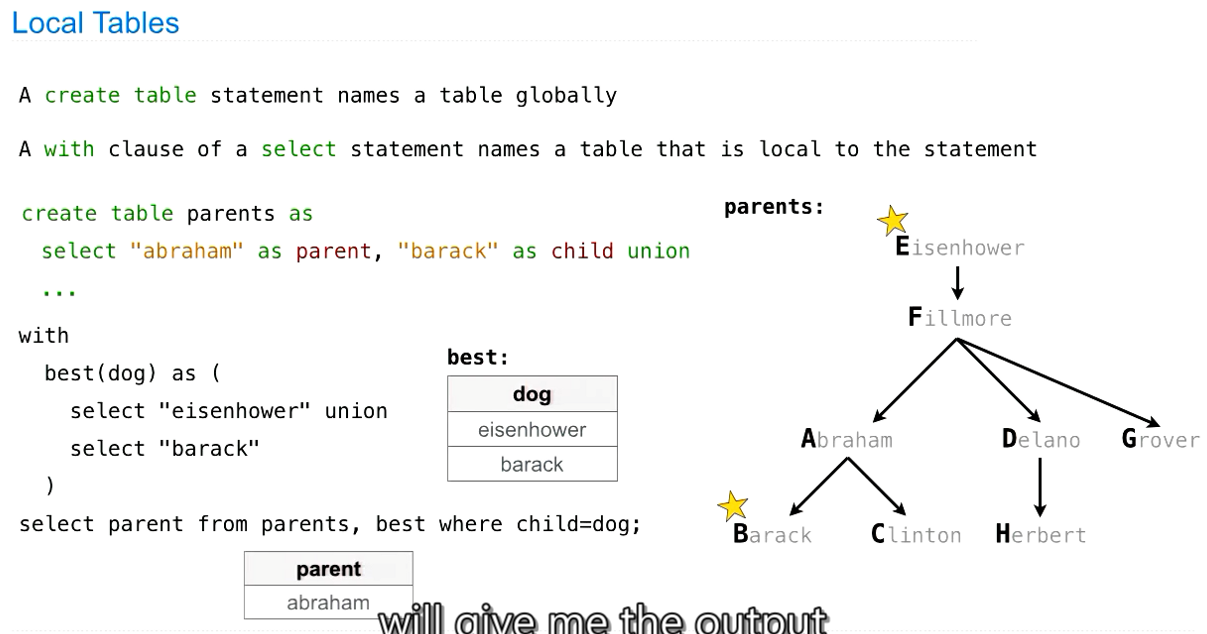 Local Tables
A create table statement names a table globally
A with clause of a select statement names a table that is local to the statement
create table parents as
select "abraham" as parent, "barack" as child union
...
with
best(dog) as (
select "eisenhower" union
select "barack"
)
select parent from parents, best where child=dog;
best:
dog
eisenhower
barack
parent
abraham
parents:
Eisenhower
Fillmore
Abraham
Delano
Grover
Barack
Clinton
Herbert
will give me the output